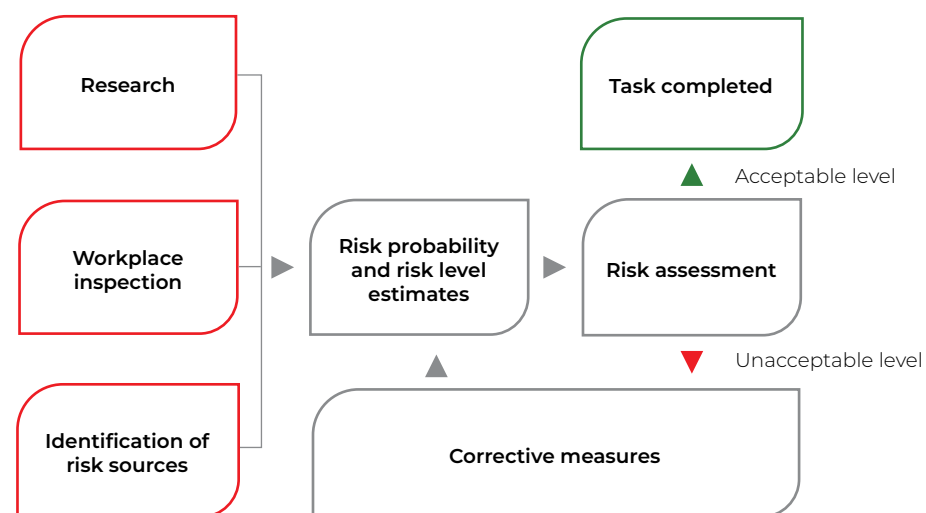 Research
Task completed
Acceptable level
Workplace
inspection
Risk probability
and risk level
estimates
Risk assessment
Unacceptable level
Identification of
risk sources
Corrective measures